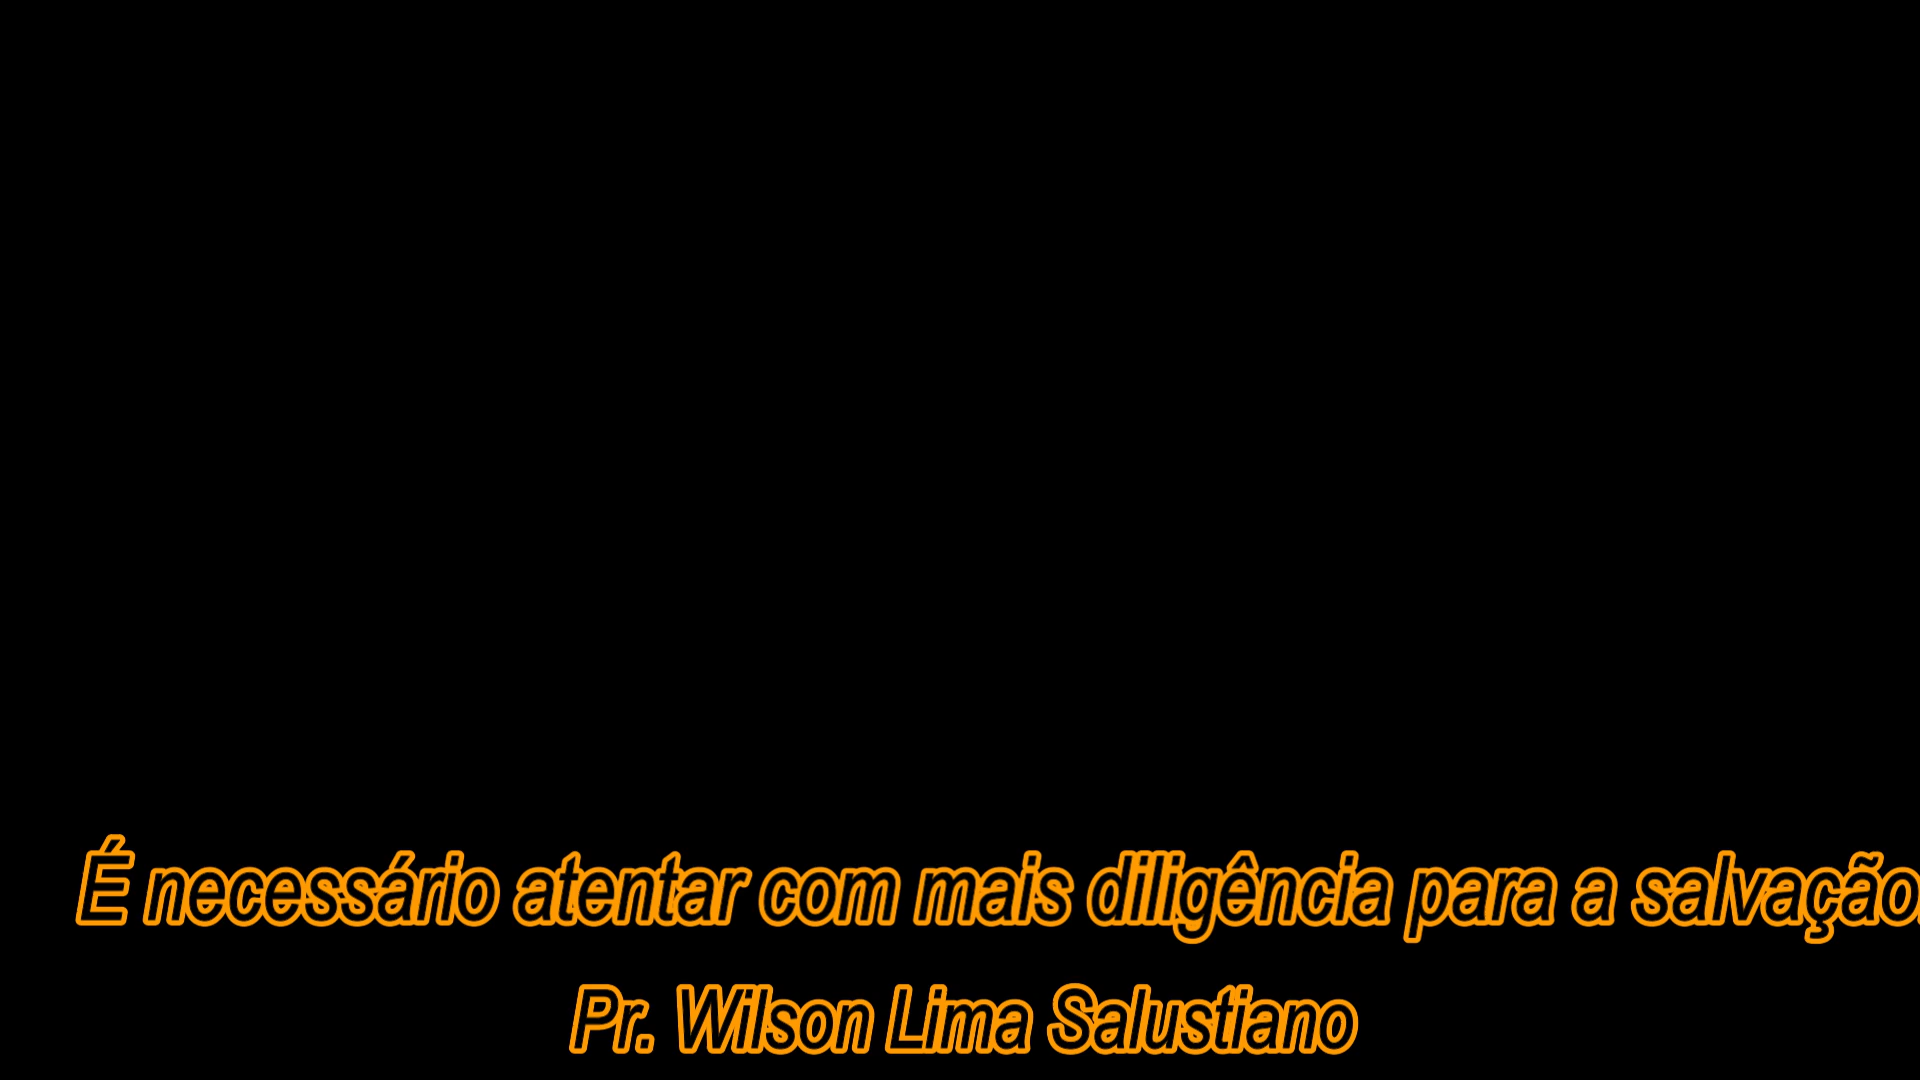 É necessário atentar com mais diligência para a salvação.
Pr. Wilson Lima Salustiano